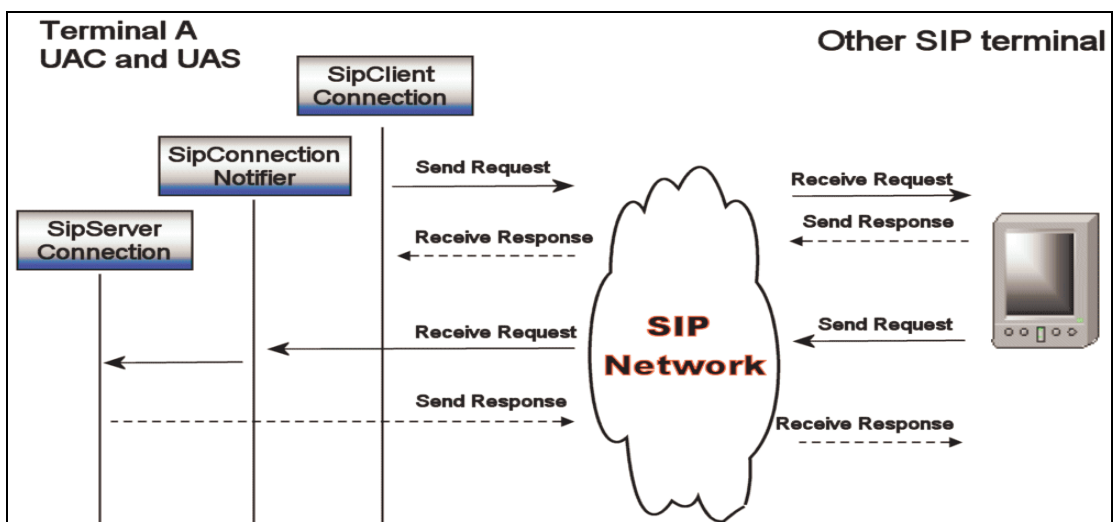 Terminal A
UAC and UAS
Other SIP terminal
SipClient
Connection
SipConnection
Notifier
SipServer
Connection
Send Request
Receive Request
Send Response
Receive Response
SIP
Network
Receive Request
Send Request
Send Response
Receive Response